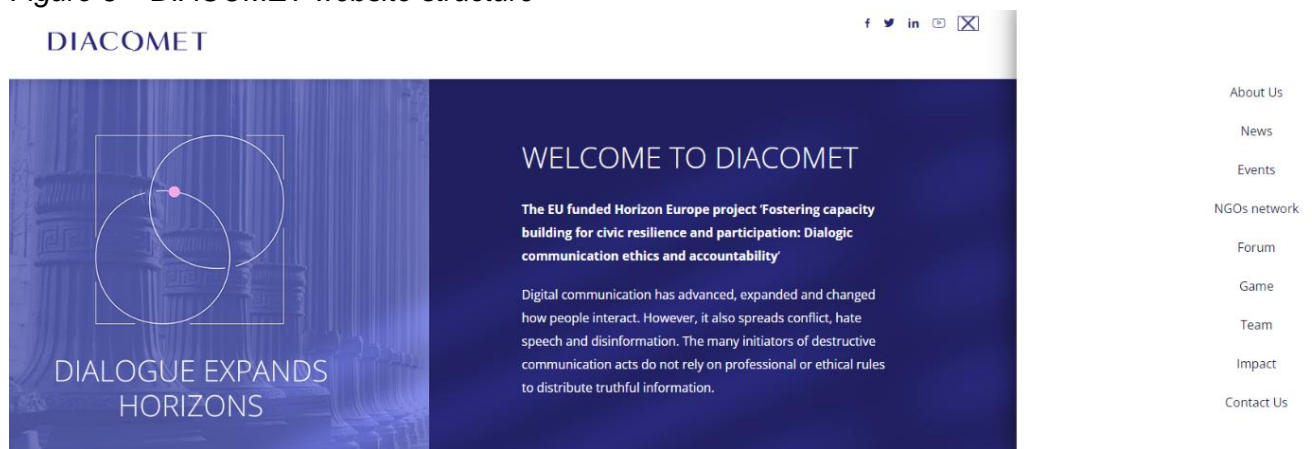 DIACOMET
WELCOME TO DIACOMET
The EU funded Horizon Europe project ‘Fostering capacity
building for civic resilience and participation: Dialogic
communication ethics and accountability’
Digital communication has advanced, expanded and changed
how people interact. However, it also spreads conflict, hate
speech and disinformation. The many initiators of destructive
communication acts do not rely on professional or ethical rules
to distribute truthful information.
DIALOGUE EXPANDS
HORIZONS
About Us
News
Events
NGOs network
Forum
Game
Team
Impact
Contact Us